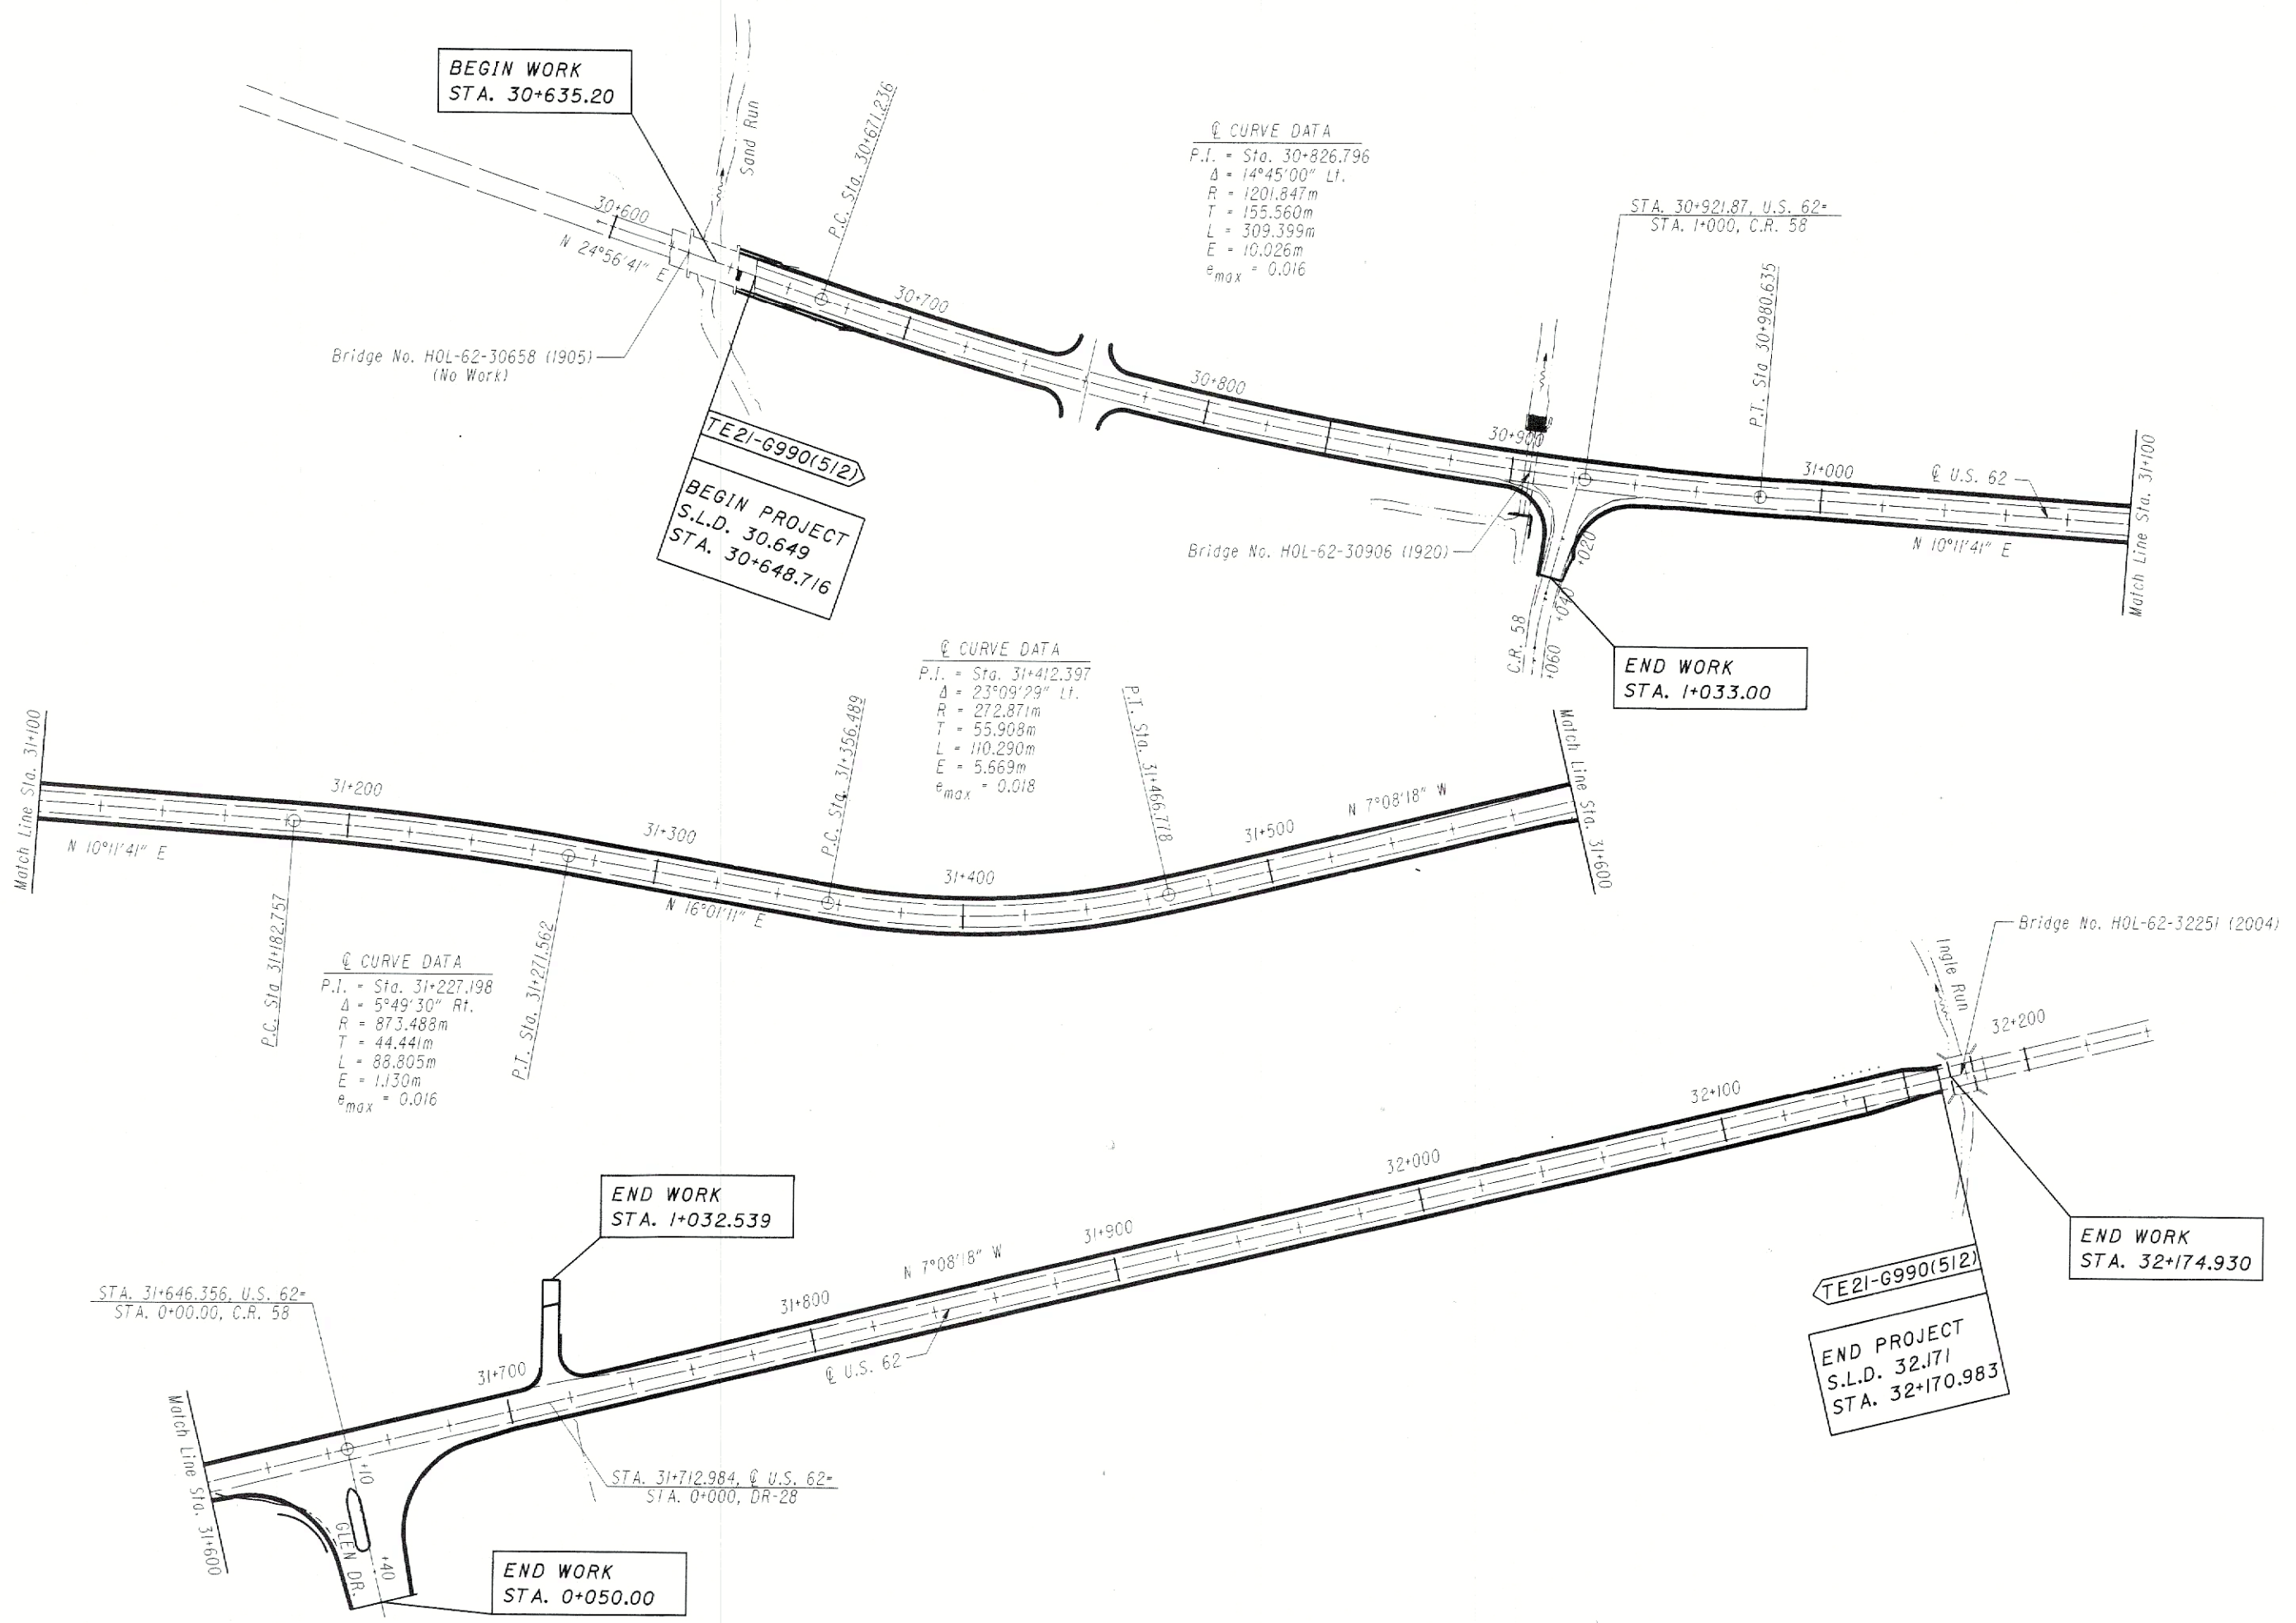 BEGIN WORK
STA. 30+635.20
Sand Run
P.C. Sta. 30+671.236
℄ CURVE DATA
P.I. = Sta. 30+826.796
Δ = 14°45'00" Lt.
R = 1201.847m
T = 155.560m
L = 309.399m
E = 10.026m
emax = 0.016
STA. 30+921.87, U.S. 62=
STA. 1+000, C.R. 58
P.T. Sta 30+980.635
30+600
N 24°56'41" E
30+700
30+800
30+900
31+000
℄ U.S. 62
N 10°11'41" E
Match Line Sta. 31+100
Bridge No. HOL-62-30658 (1905)
(No Work)
TE21-G990(512)
BEGIN PROJECT
S.L.D. 30.649
STA. 30+648.716
Bridge No. HOL-62-30906 (1920)
+020
+040
+060
C.R. 58
END WORK
STA. 1+033.00
℄ CURVE DATA
P.I. = Sta. 31+412.397
Δ = 23°09'29" Lt.
R = 272.871m
T = 55.908m
L = 110.290m
E = 5.669m
emax = 0.018
Match Line Sta. 31+100
N 10°11'41" E
31+200
31+300
P.C. Sta. 31+356.489
P.T. Sta. 31+466.778
31+400
31+500
N 7°08'18" W
Match Line Sta. 31+600
N 16°01'11" E
P.C. Sta 31+182.757
P.T. Sta. 31+271.562
℄ CURVE DATA
P.I. = Sta. 31+227.198
Δ = 5°49'30" Rt.
R = 873.488m
T = 44.441m
L = 88.805m
E = 1.130m
emax = 0.016
Bridge No. HOL-62-32251 (2004)
Ingle Run
32+200
32+100
32+000
31+900
N 7°08'18" W
31+800
℄ U.S. 62
31+700
END WORK
STA. 1+032.539
STA. 31+646.356, U.S. 62=
STA. 0+00.00, C.R. 58
Match Line Sta. 31+600
+10
GLEN DR.
+40
STA. 31+712.984, ℄ U.S. 62=
STA. 0+000, DR-28
END WORK
STA. 0+050.00
END WORK
STA. 32+174.930
TE21-G990(512)
END PROJECT
S.L.D. 32.171
STA. 32+170.983